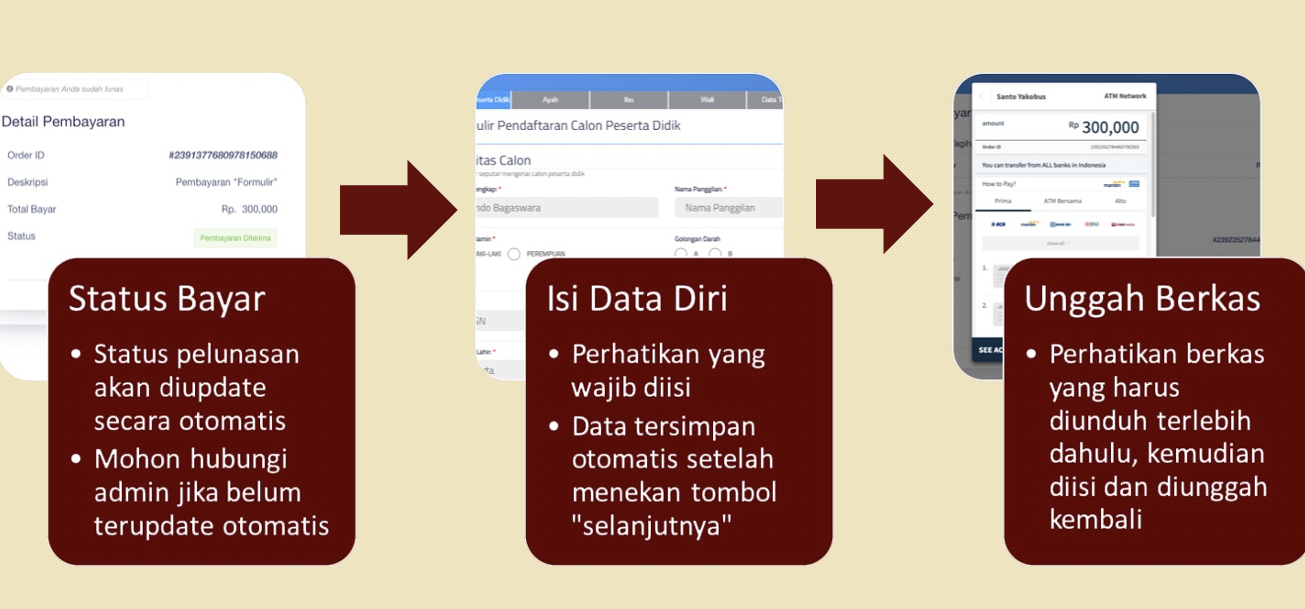 Pembayaran Anda sudah lunas
Detail Pembayaran
Order ID #2391377680978150688
Deskripsi Pembayaran "Formulir"
Total Bayar Rp. 300,000
Status Pembayaran Diterima
Status Bayar
• Status pelunasan
akan diupdate
secara otomatis
• Mohon hubungi
admin jika belum
terupdate otomatis
Ayah Ibu Wali Data
ulir Pendaftaran Calon Peserta Didik
itas Calon
seputar mengenai calon peserta didik
engkap: * Nama Panggilan: *
ndo Bagaswara Nama Panggilan
lamin * Golongan Darah
AKI-LAKI PEREMPUAN A B
SN
Lahir: *
Isi Data Diri
• Perhatikan yang
wajib diisi
• Data tersimpan
otomatis setelah
menekan tombol
"selanjutnya"
Santo Yakobus ATM Network
amount Rp 300,000
Order ID
You can transfer from ALL banks in Indonesia
How to Pay? mandiri
Prima ATM Bersama Alto
BCA mandiri BNI
show all
1.
2.
#23923527844
SEE AC
Unggah Berkas
• Perhatikan berkas
yang harus
diunduh terlebih
dahulu, kemudian
diisi dan diunggah
kembali